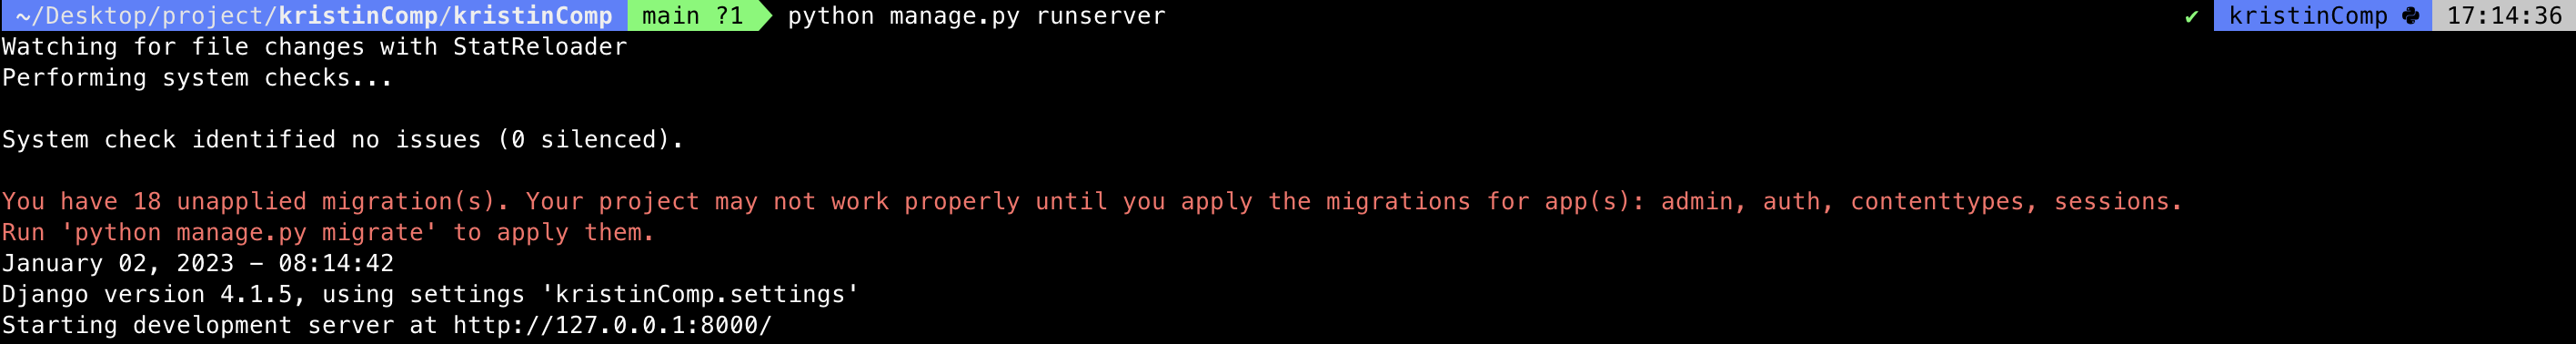 ~/Desktop/project/kristinComp/kristinComp main ?1 python manage.py runserver ✔ kristinComp 17:14:36
Watching for file changes with StatReloader
Performing system checks...
System check identified no issues (0 silenced).
You have 18 unapplied migration(s). Your project may not work properly until you apply the migrations for app(s): admin, auth, contenttypes, sessions.
Run 'python manage.py migrate' to apply them.
January 02, 2023 - 08:14:42
Django version 4.1.5, using settings 'kristinComp.settings'
Starting development server at http://127.0.0.1:8000/